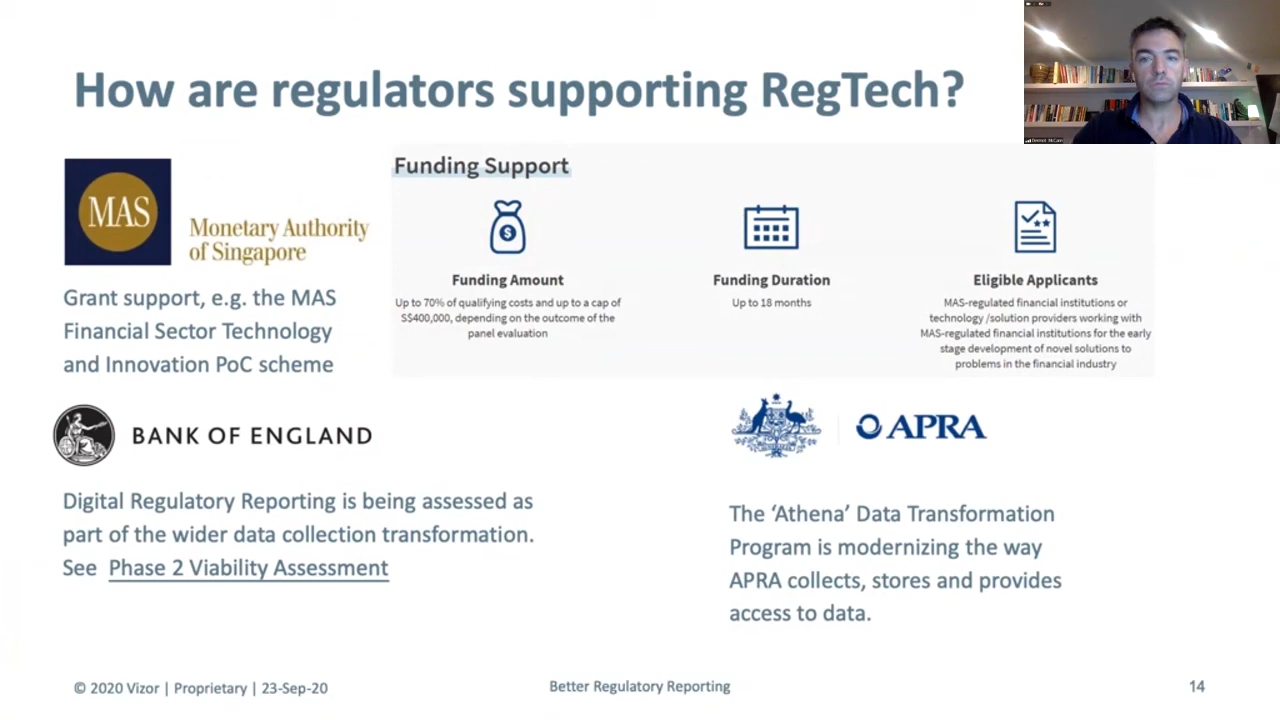 How are regulators supporting RegTech?
MAS
Monetary Authority
of Singapore
Grant support, e.g. the MAS
Financial Sector Technology
and Innovation PoC scheme
Funding Support
Funding Amount
Up to 70% of qualifying costs and up to a cap of
S$400,000, depending on the outcome of the
panel evaluation
Funding Duration
Up to 18 months
Eligible Applicants
MAS-regulated financial institutions or
technology /solution providers working with
MAS-regulated financial institutions for the early
stage development of novel solutions to
problems in the financial industry
BANK OF ENGLAND
Digital Regulatory Reporting is being assessed as
part of the wider data collection transformation.
See Phase 2 Viability Assessment
APRA
The ‘Athena’ Data Transformation
Program is modernizing the way
APRA collects, stores and provides
access to data.
© 2020 Vizor | Proprietary | 23-Sep-20
Better Regulatory Reporting
14